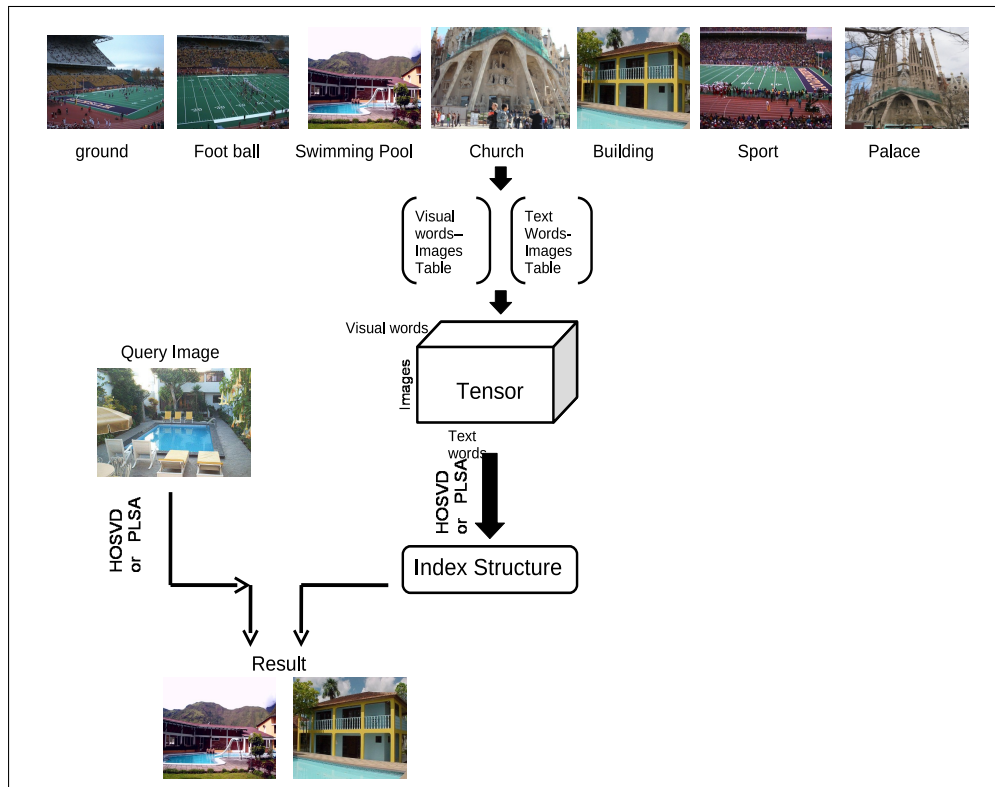 ground
Foot ball
Swimming Pool
Church
Building
Sport
Palace
Visual
words–
Images
Table
Text
Words-
Images
Table
Visual words
Images
Tensor
Text
words
Query Image
HOSVD
or PLSA
HOSVD
or PLSA
Index Structure
Result